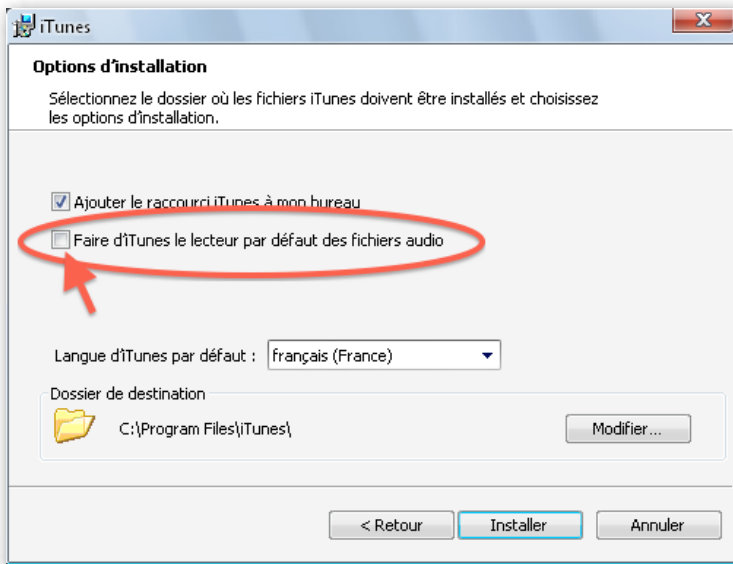 iTunes
Options d'installation
Sélectionnez le dossier où les fichiers iTunes doivent être installés et choisissez
les options d'installation.
Ajouter le raccourci iTunes à mon bureau
Faire d'iTunes le lecteur par défaut des fichiers audio
Langue d'iTunes par défaut : français (France)
Dossier de destination
C:\Program Files\iTunes\ Modifier...
< Retour Installer Annuler